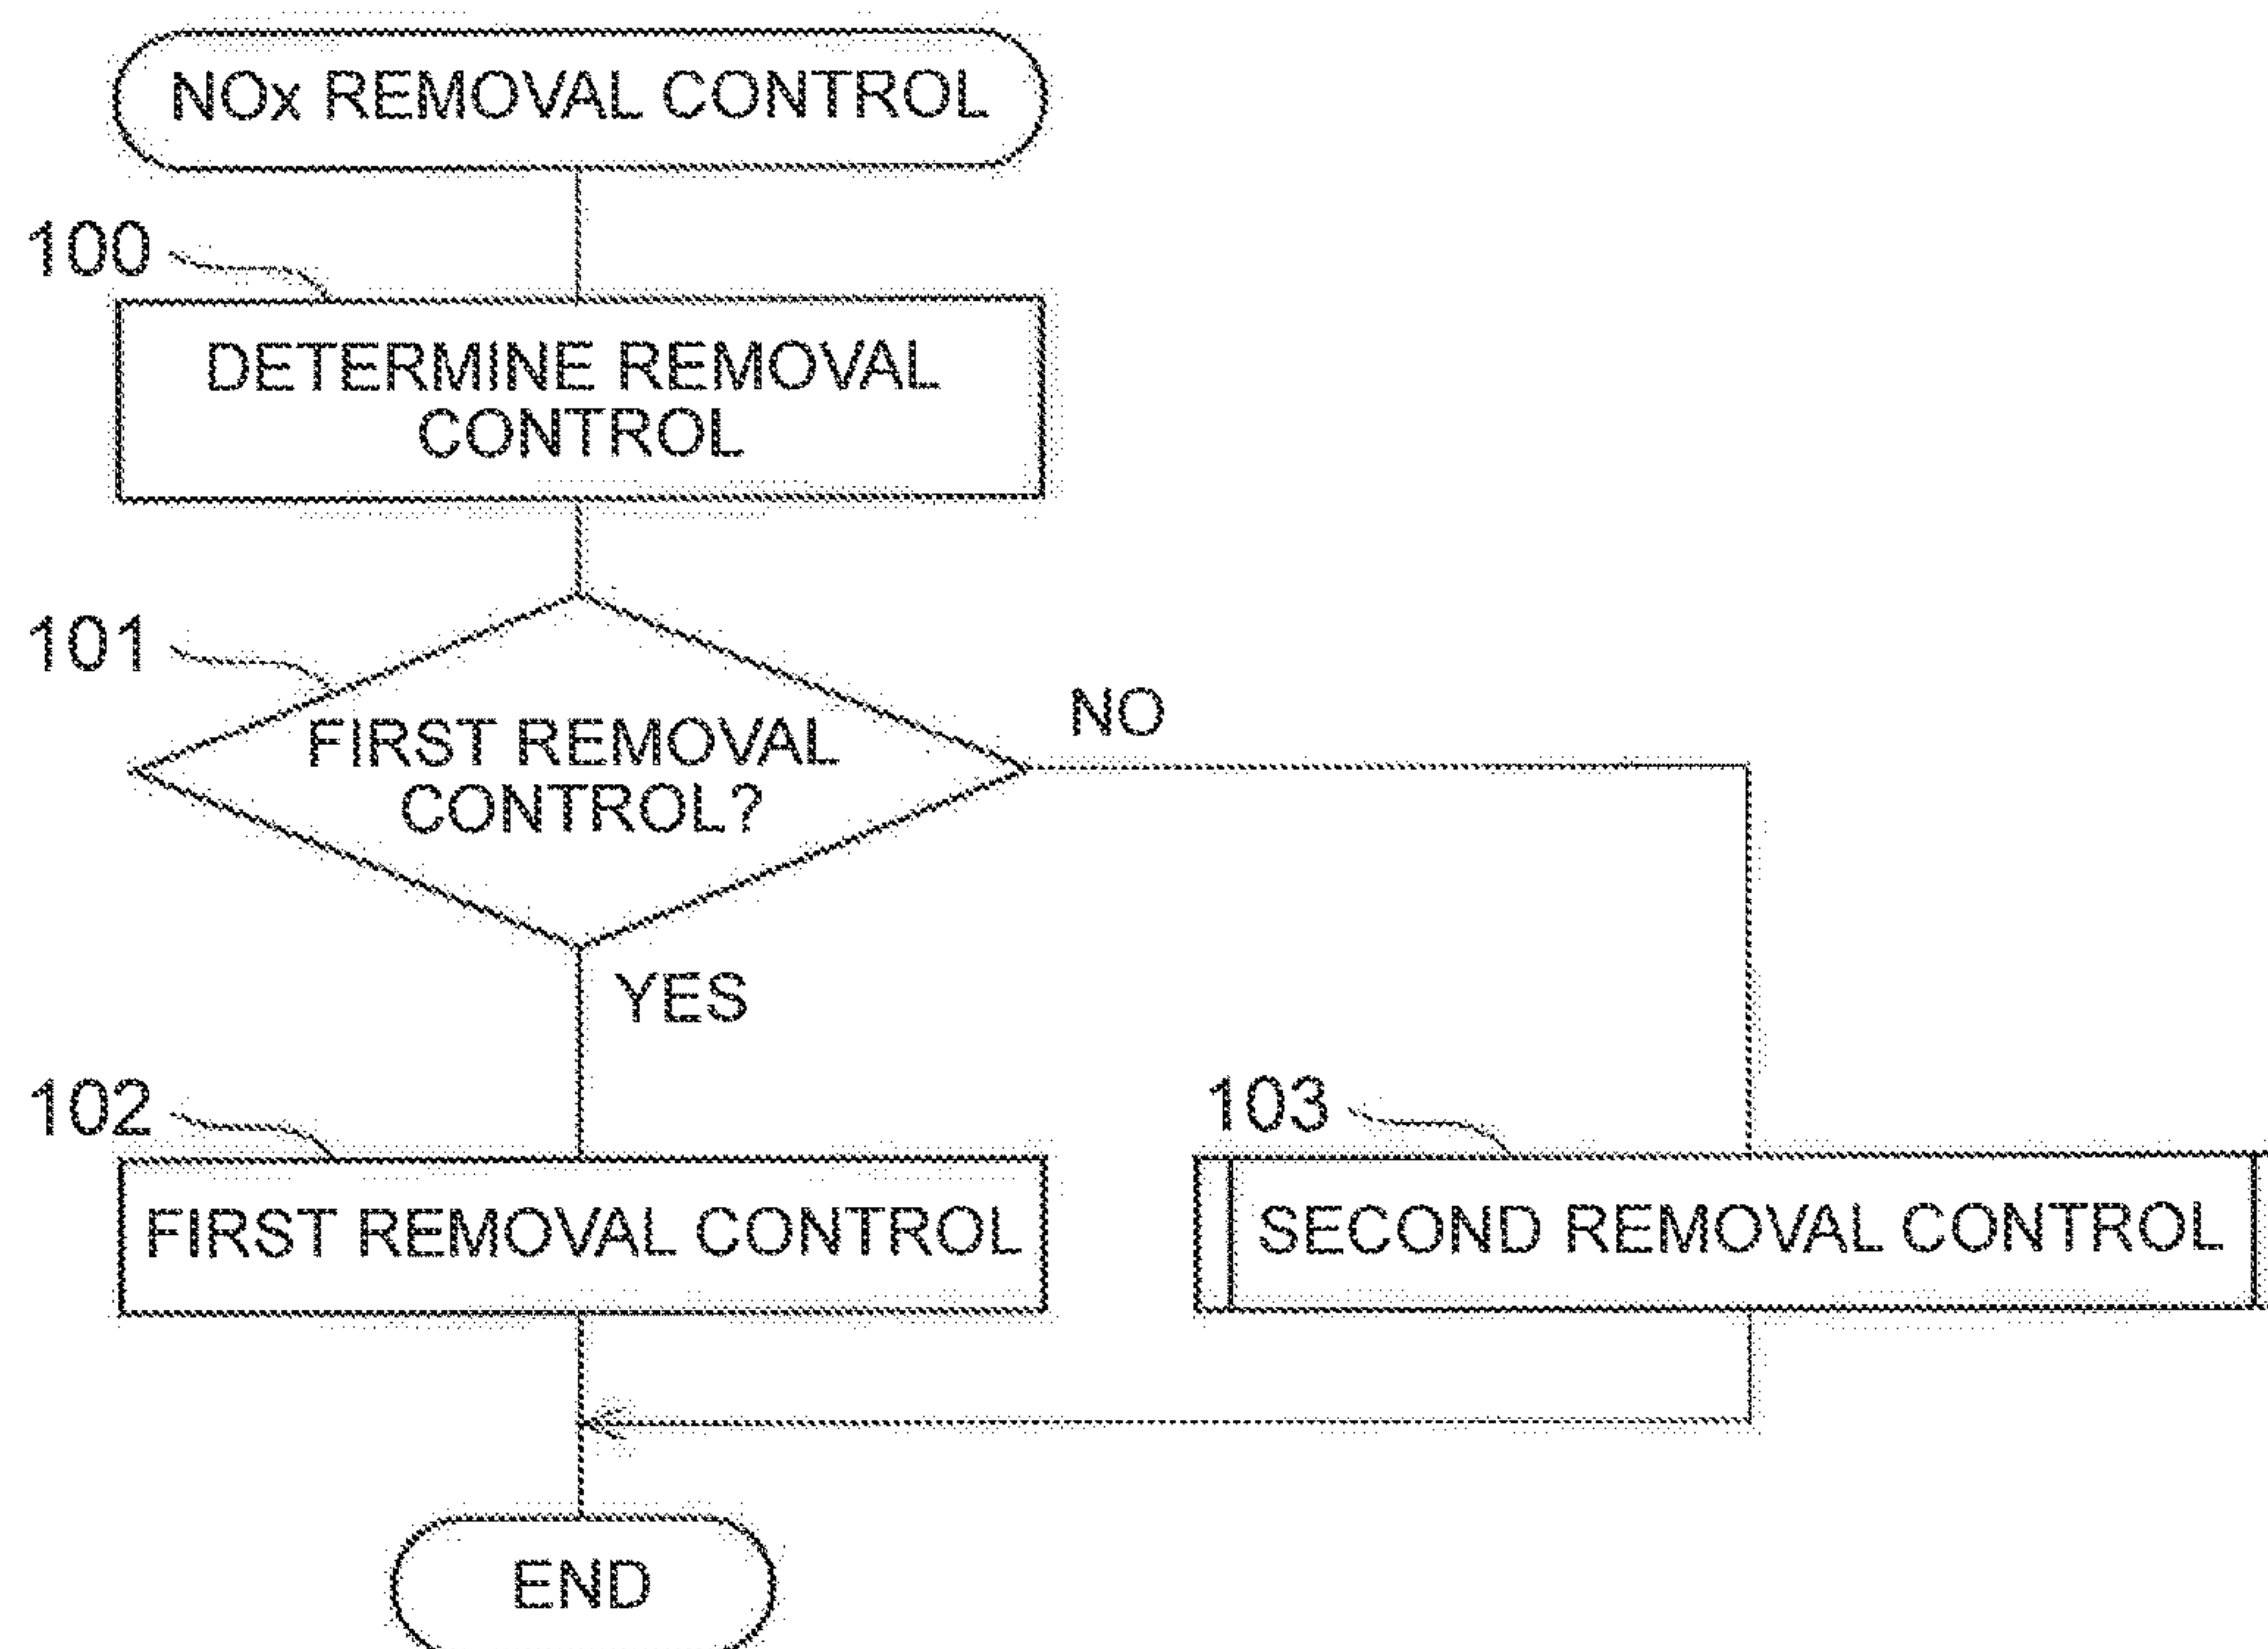 NOx REMOVAL CONTROL
100
DETERMINE REMOVAL
CONTROL
101
FIRST REMOVAL
CONTROL?
NO
YES
102
FIRST REMOVAL CONTROL
103
SECOND REMOVAL CONTROL
END